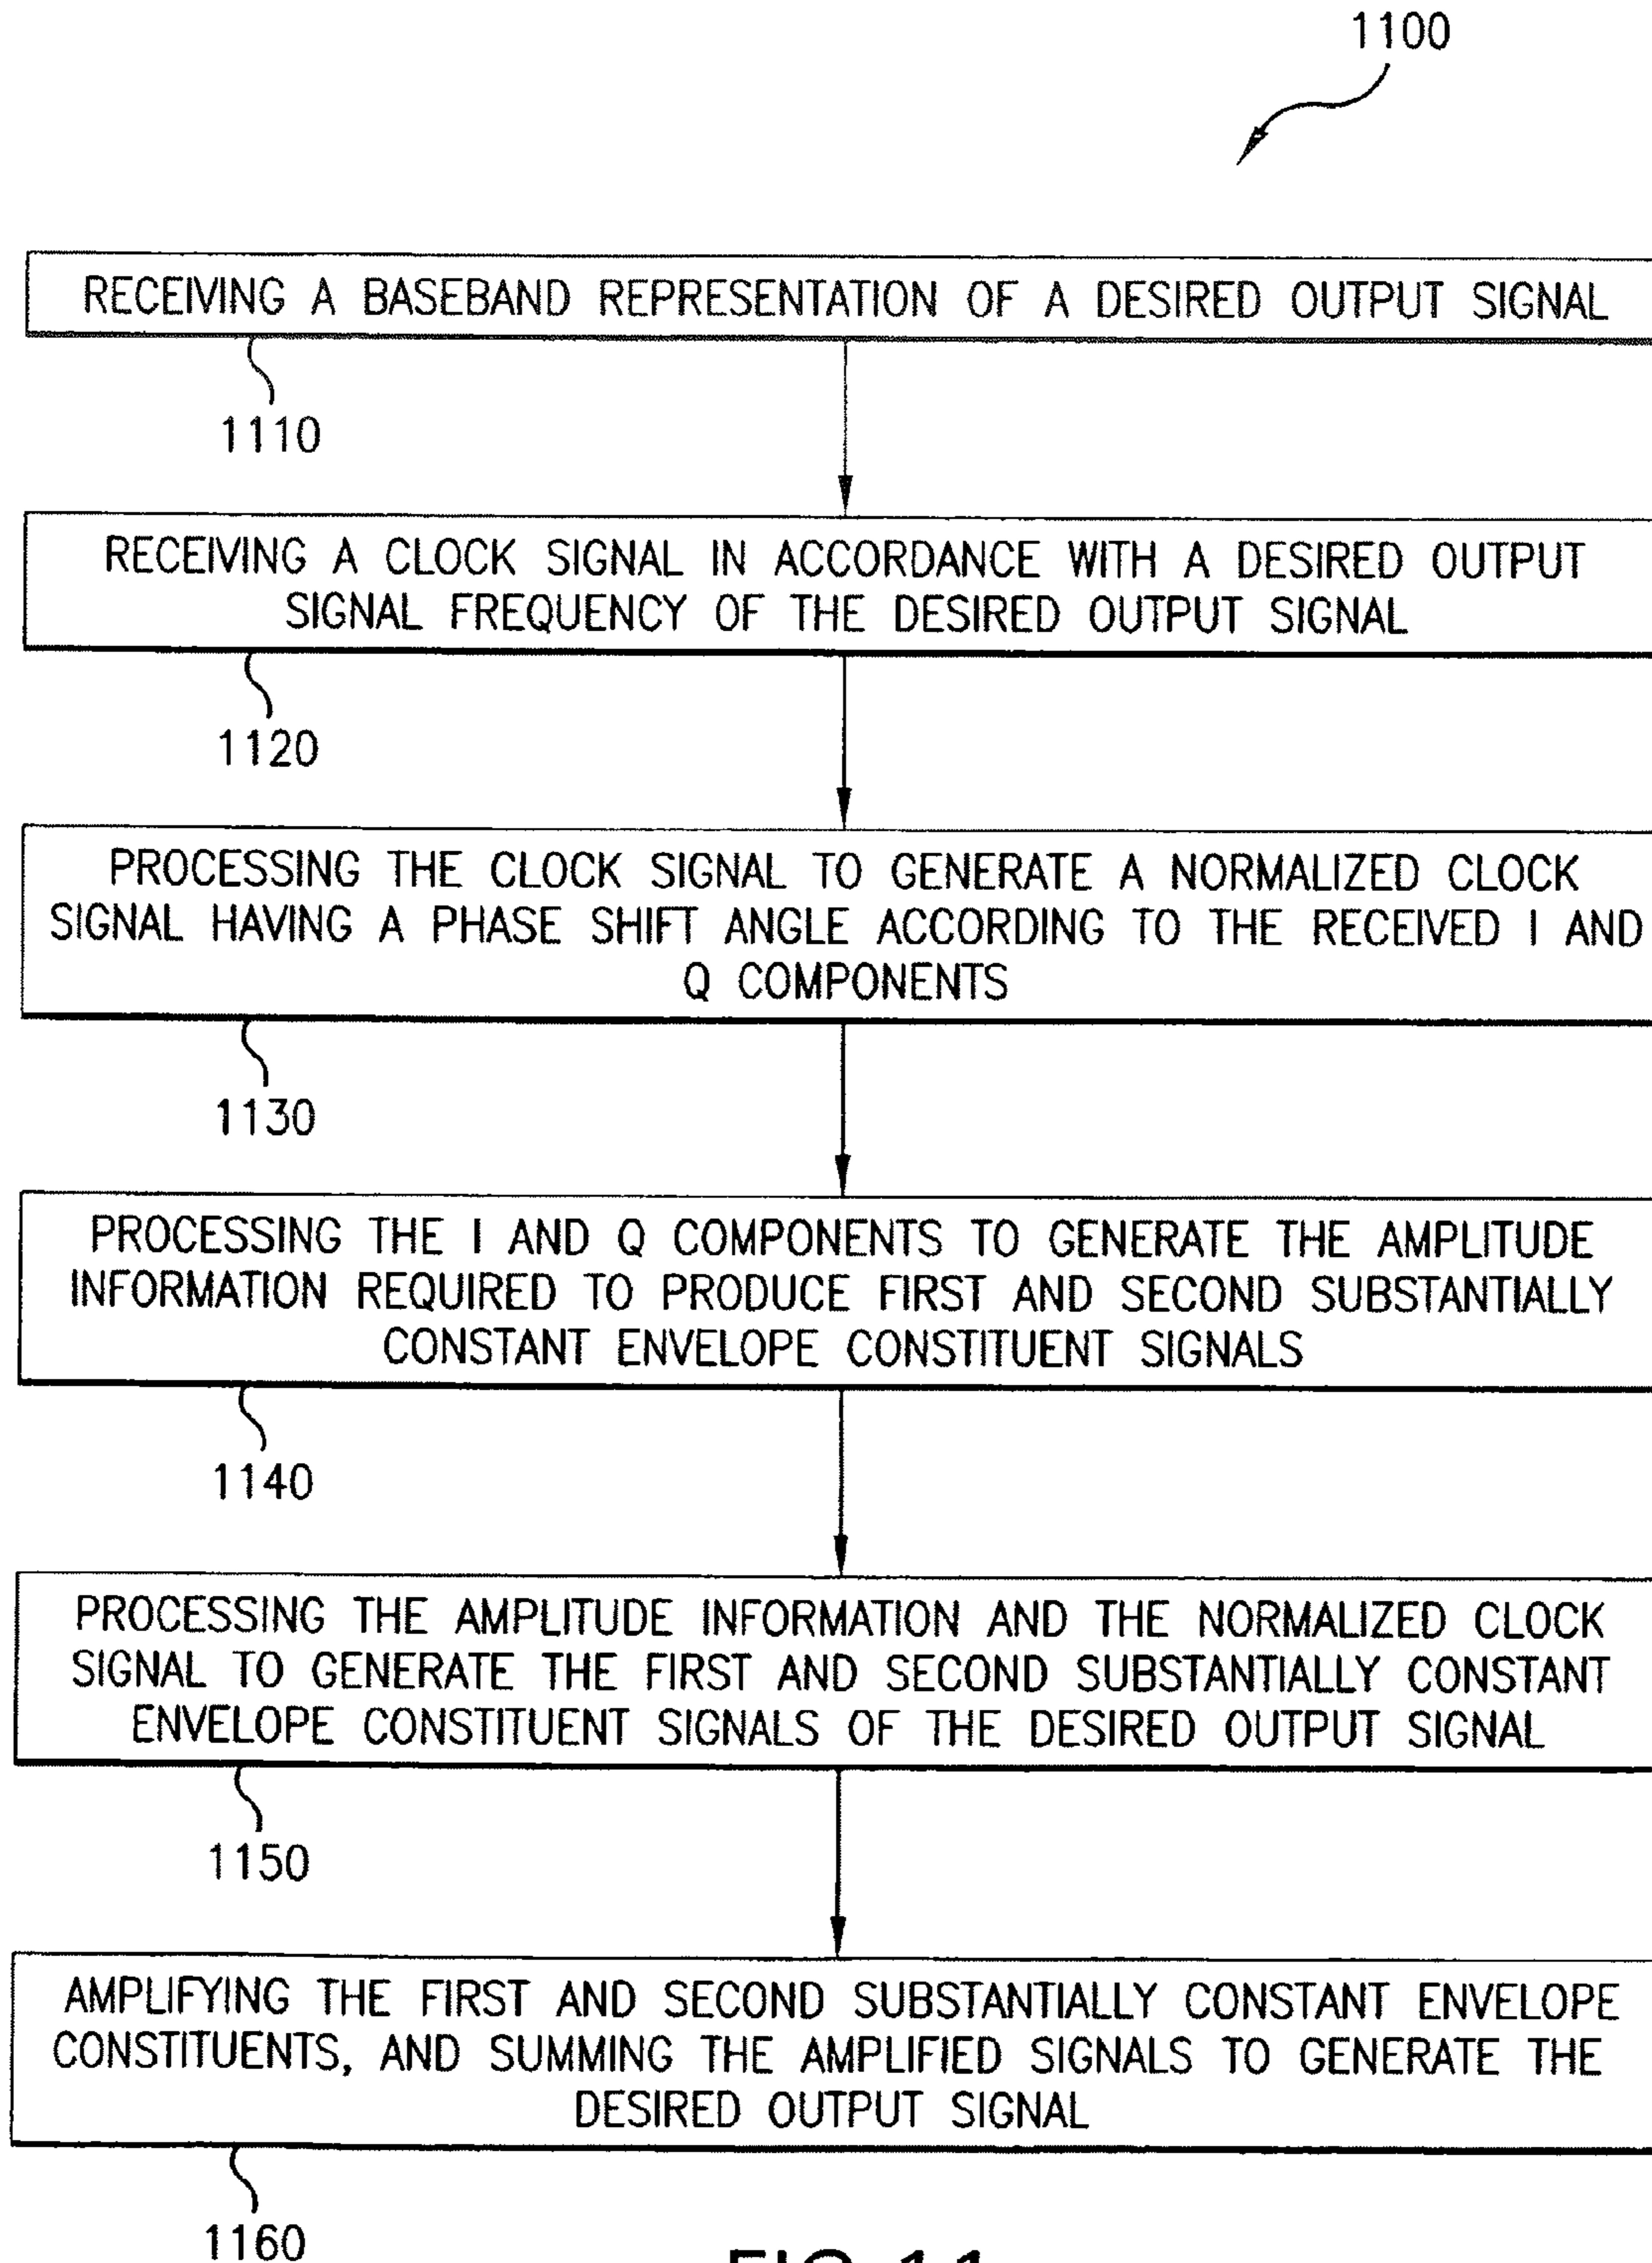 1100
RECEIVING A BASEBAND REPRESENTATION OF A DESIRED OUTPUT SIGNAL
1110
RECEIVING A CLOCK SIGNAL IN ACCORDANCE WITH A DESIRED OUTPUT
SIGNAL FREQUENCY OF THE DESIRED OUTPUT SIGNAL
1120
PROCESSING THE CLOCK SIGNAL TO GENERATE A NORMALIZED CLOCK
SIGNAL HAVING A PHASE SHIFT ANGLE ACCORDING TO THE RECEIVED I AND
Q COMPONENTS
1130
PROCESSING THE I AND Q COMPONENTS TO GENERATE THE AMPLITUDE
INFORMATION REQUIRED TO PRODUCE FIRST AND SECOND SUBSTANTIALLY
CONSTANT ENVELOPE CONSTITUENT SIGNALS
1140
PROCESSING THE AMPLITUDE INFORMATION AND THE NORMALIZED CLOCK
SIGNAL TO GENERATE THE FIRST AND SECOND SUBSTANTIALLY CONSTANT
ENVELOPE CONSTITUENT SIGNALS OF THE DESIRED OUTPUT SIGNAL
1150
AMPLIFYING THE FIRST AND SECOND SUBSTANTIALLY CONSTANT ENVELOPE
CONSTITUENTS, AND SUMMING THE AMPLIFIED SIGNALS TO GENERATE THE
DESIRED OUTPUT SIGNAL
1160
FIG.11